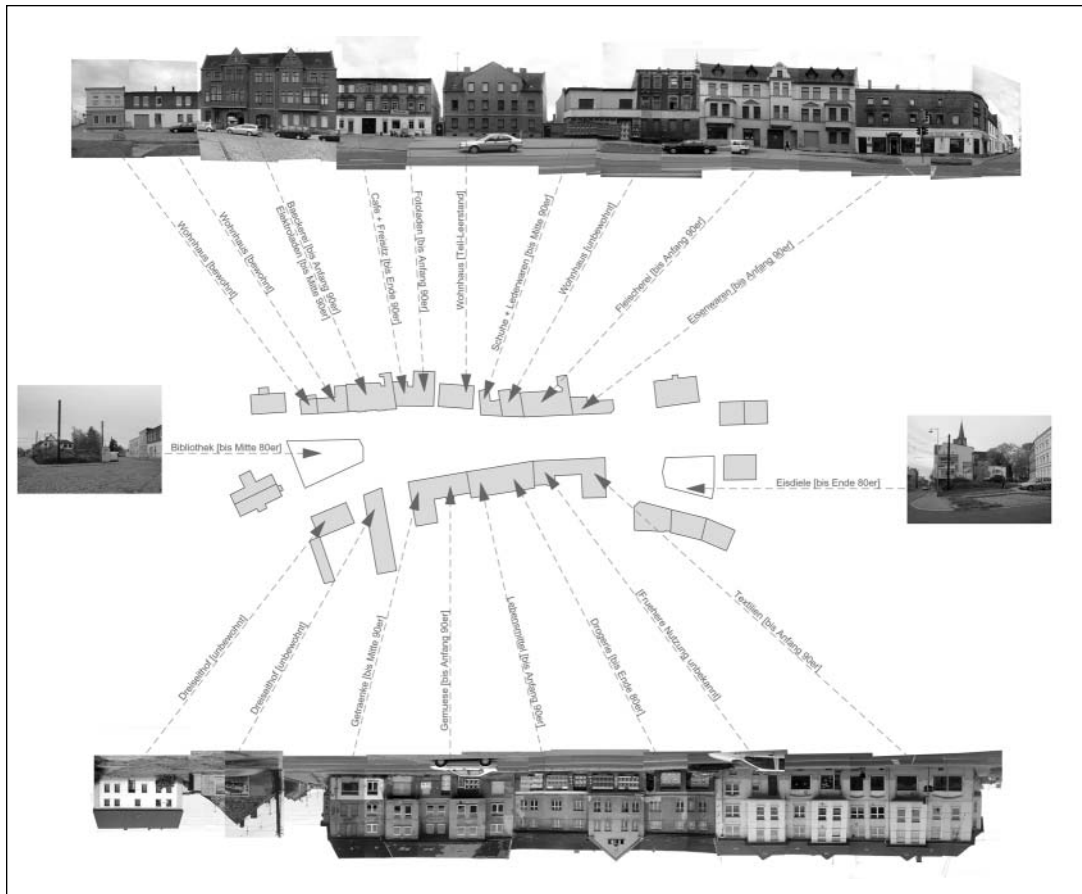 Wohnhaus [bewohnt]
Wohnhaus [bewohnt]
Baeckerei [bis Anfang 90er]
Elektroladen [bis Mitte 90er]
Cafe + Freisitz [bis Ende 90er]
Fotoladen [bis Anfang 90er]
Wohnhaus [Teil-Leerstand]
Schuhe + Lederwaren [bis Mitte 90er]
Wohnhaus [unbewohnt]
Fleischerei [bis Anfang 90er]
Eisenwaren [bis Anfang 90er]
Bibliothek [bis Mitte 80er]
Eisdiele [bis Ende 80er]
Dreiseithof [unbewohnt]
Dreiseithof [unbewohnt]
Getraenke [bis Mitte 90er]
Gemuese [bis Anfang 90er]
Lebensmittel [bis Anfang 90er]
Drogerie [bis Ende 80er]
[Fruehere Nutzung unbekannt]
Textilien [bis Anfang 90er]